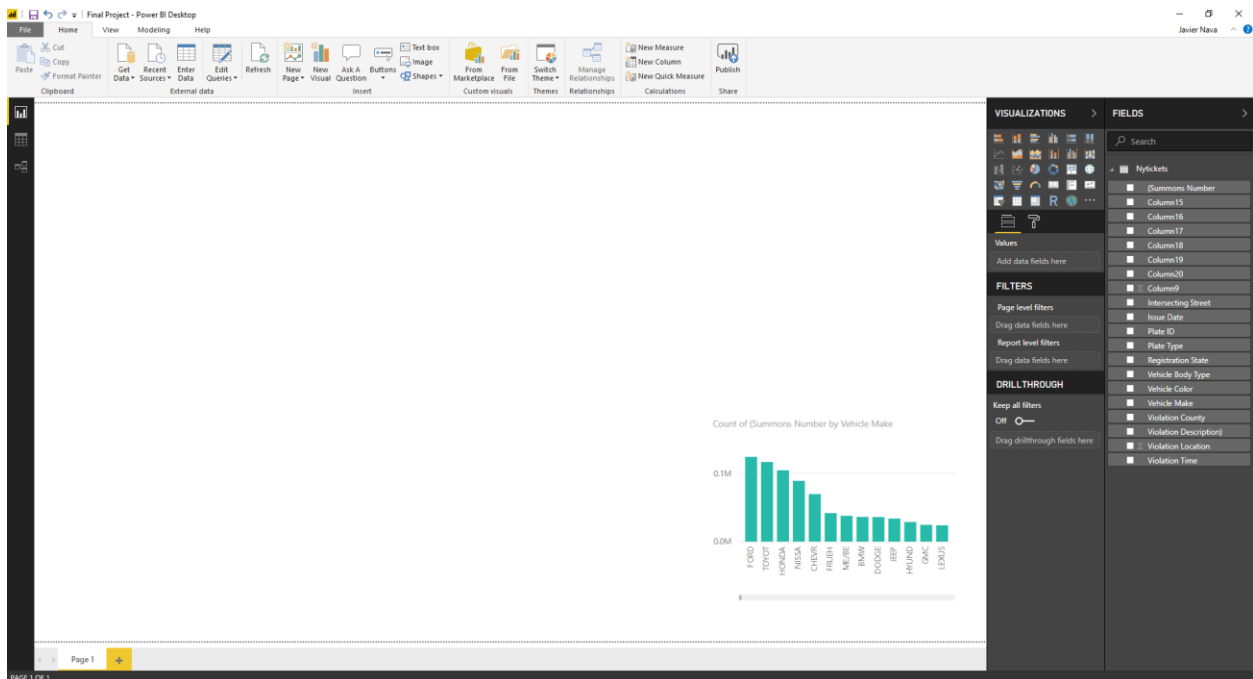 Final Project - Power BI Desktop
Javier Nava
File Home View Modeling Help
Paste
Cut
Copy
Format Painter
Clipboard
Get Data
Recent Sources
Enter Data
Edit Queries
External data
Refresh
New Page
New Visual
Ask A Question
Buttons
Text box
Image
Shapes
Insert
From Marketplace
From File
Custom visuals
Switch Theme
Themes
Manage Relationships
Relationships
New Measure
New Column
New Quick Measure
Calculations
Publish
Share
Count of (Summons Number by Vehicle Make
0.1M
0.0M
FORD
TOYOT
HONDA
NISSA
CHEVR
FRUEH
ME/BE
BMW
DODGE
JEEP
HYUND
GMC
LEXUS
VISUALIZATIONS
R
Values
Add data fields here
FILTERS
Page level filters
Drag data fields here
Report level filters
Drag data fields here
DRILLTHROUGH
Keep all filters
Off
Drag drillthrough fields here
FIELDS
Search
Nytickets
(Summons Number
Column15
Column16
Column17
Column18
Column19
Column20
Σ Column9
Intersecting Street
Issue Date
Plate ID
Plate Type
Registration State
Vehicle Body Type
Vehicle Color
Vehicle Make
Violation County
Violation Description)
Σ Violation Location
Violation Time
Page 1
PAGE 1 OF 1